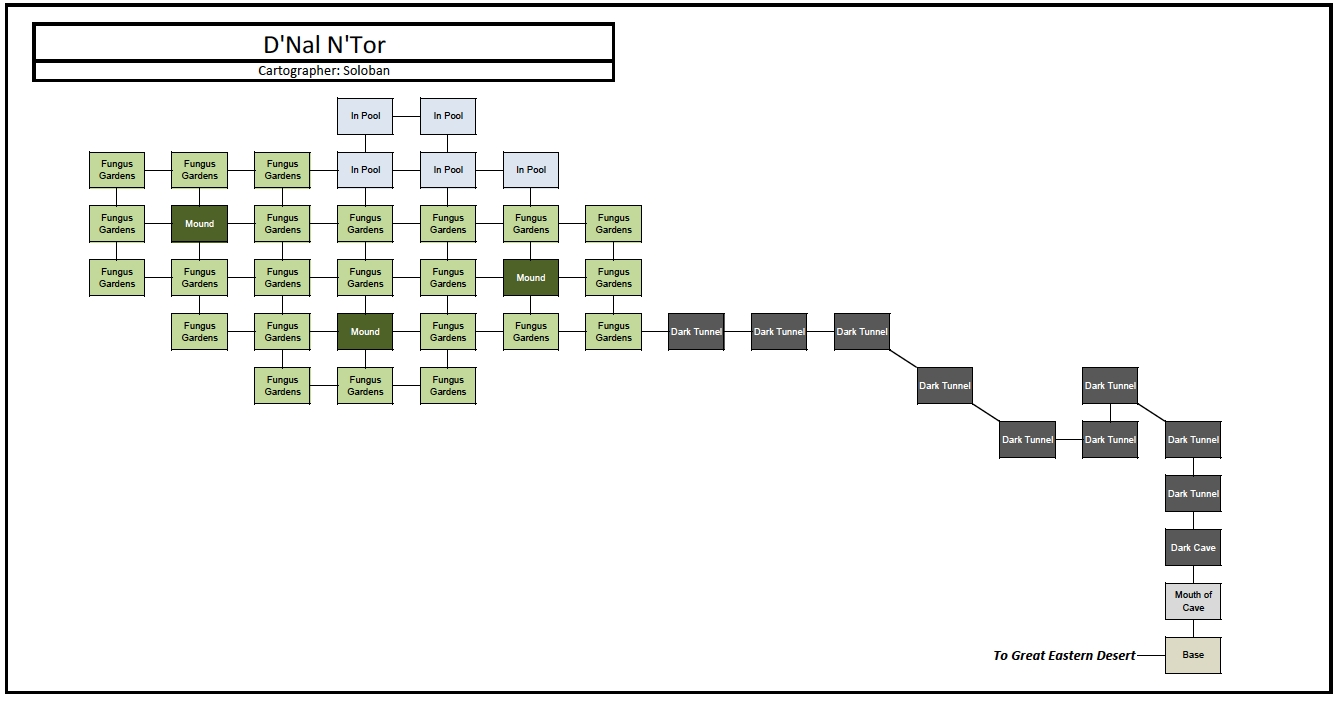 D'Nal N'Tor
Cartographer: Soloban
In Pool
In Pool
Fungus
Gardens
Fungus
Gardens
Fungus
Gardens
In Pool
In Pool
In Pool
Fungus
Gardens
Mound
Fungus
Gardens
Fungus
Gardens
Fungus
Gardens
Fungus
Gardens
Fungus
Gardens
Fungus
Gardens
Fungus
Gardens
Fungus
Gardens
Fungus
Gardens
Fungus
Gardens
Mound
Fungus
Gardens
Fungus
Gardens
Fungus
Gardens
Mound
Fungus
Gardens
Fungus
Gardens
Fungus
Gardens
Dark Tunnel
Dark Tunnel
Dark Tunnel
Fungus
Gardens
Fungus
Gardens
Fungus
Gardens
Dark Tunnel
Dark Tunnel
Dark Tunnel
Dark Tunnel
Dark Tunnel
Dark Tunnel
Dark Cave
Mouth of
Cave
To Great Eastern Desert
Base